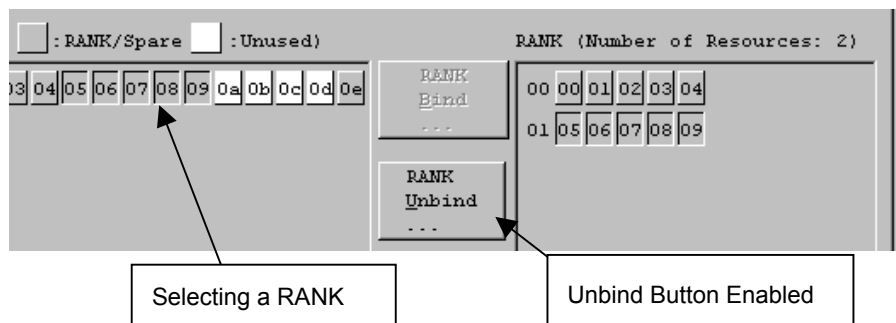 :RANK/Spare :Unused)
RANK (Number of Resources: 2)
03 04 05 06 07 08 09 0a 0b 0c 0d 0e
RANK
Bind
...
00 00 01 02 03 04
01 05 06 07 08 09
RANK
Unbind
...
Selecting a RANK
Unbind Button Enabled